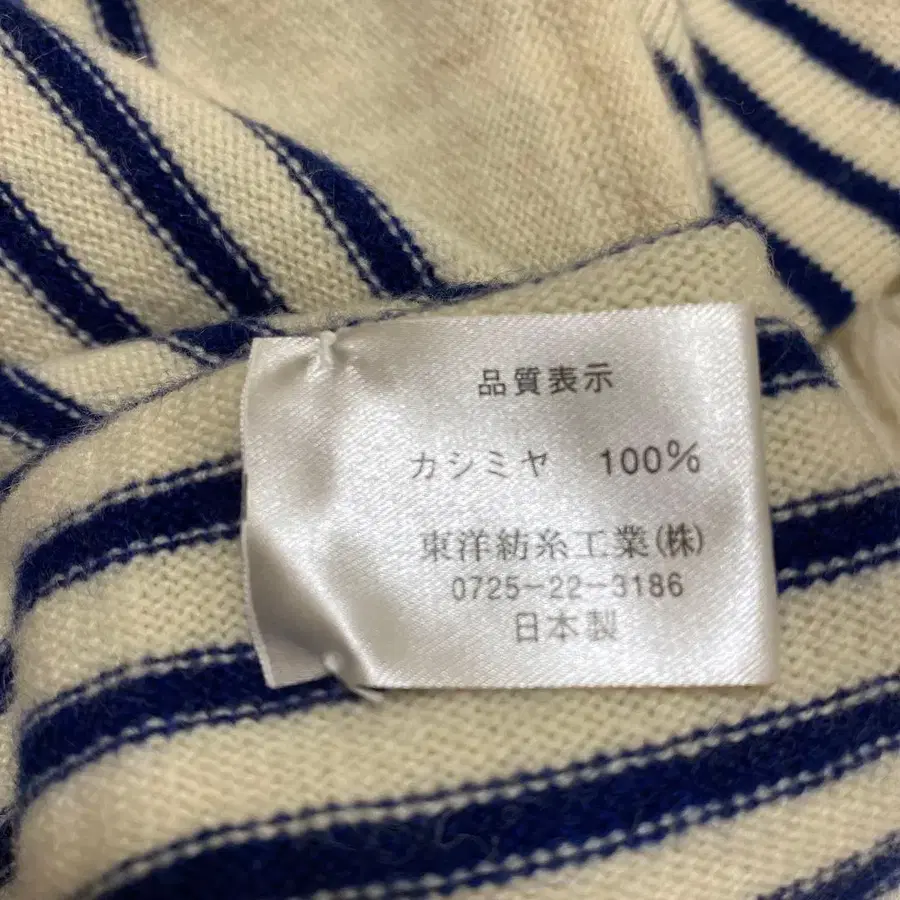 品質表示
カシミヤ 100%
東洋紡糸工業(株)
0725-22-3186
日本製